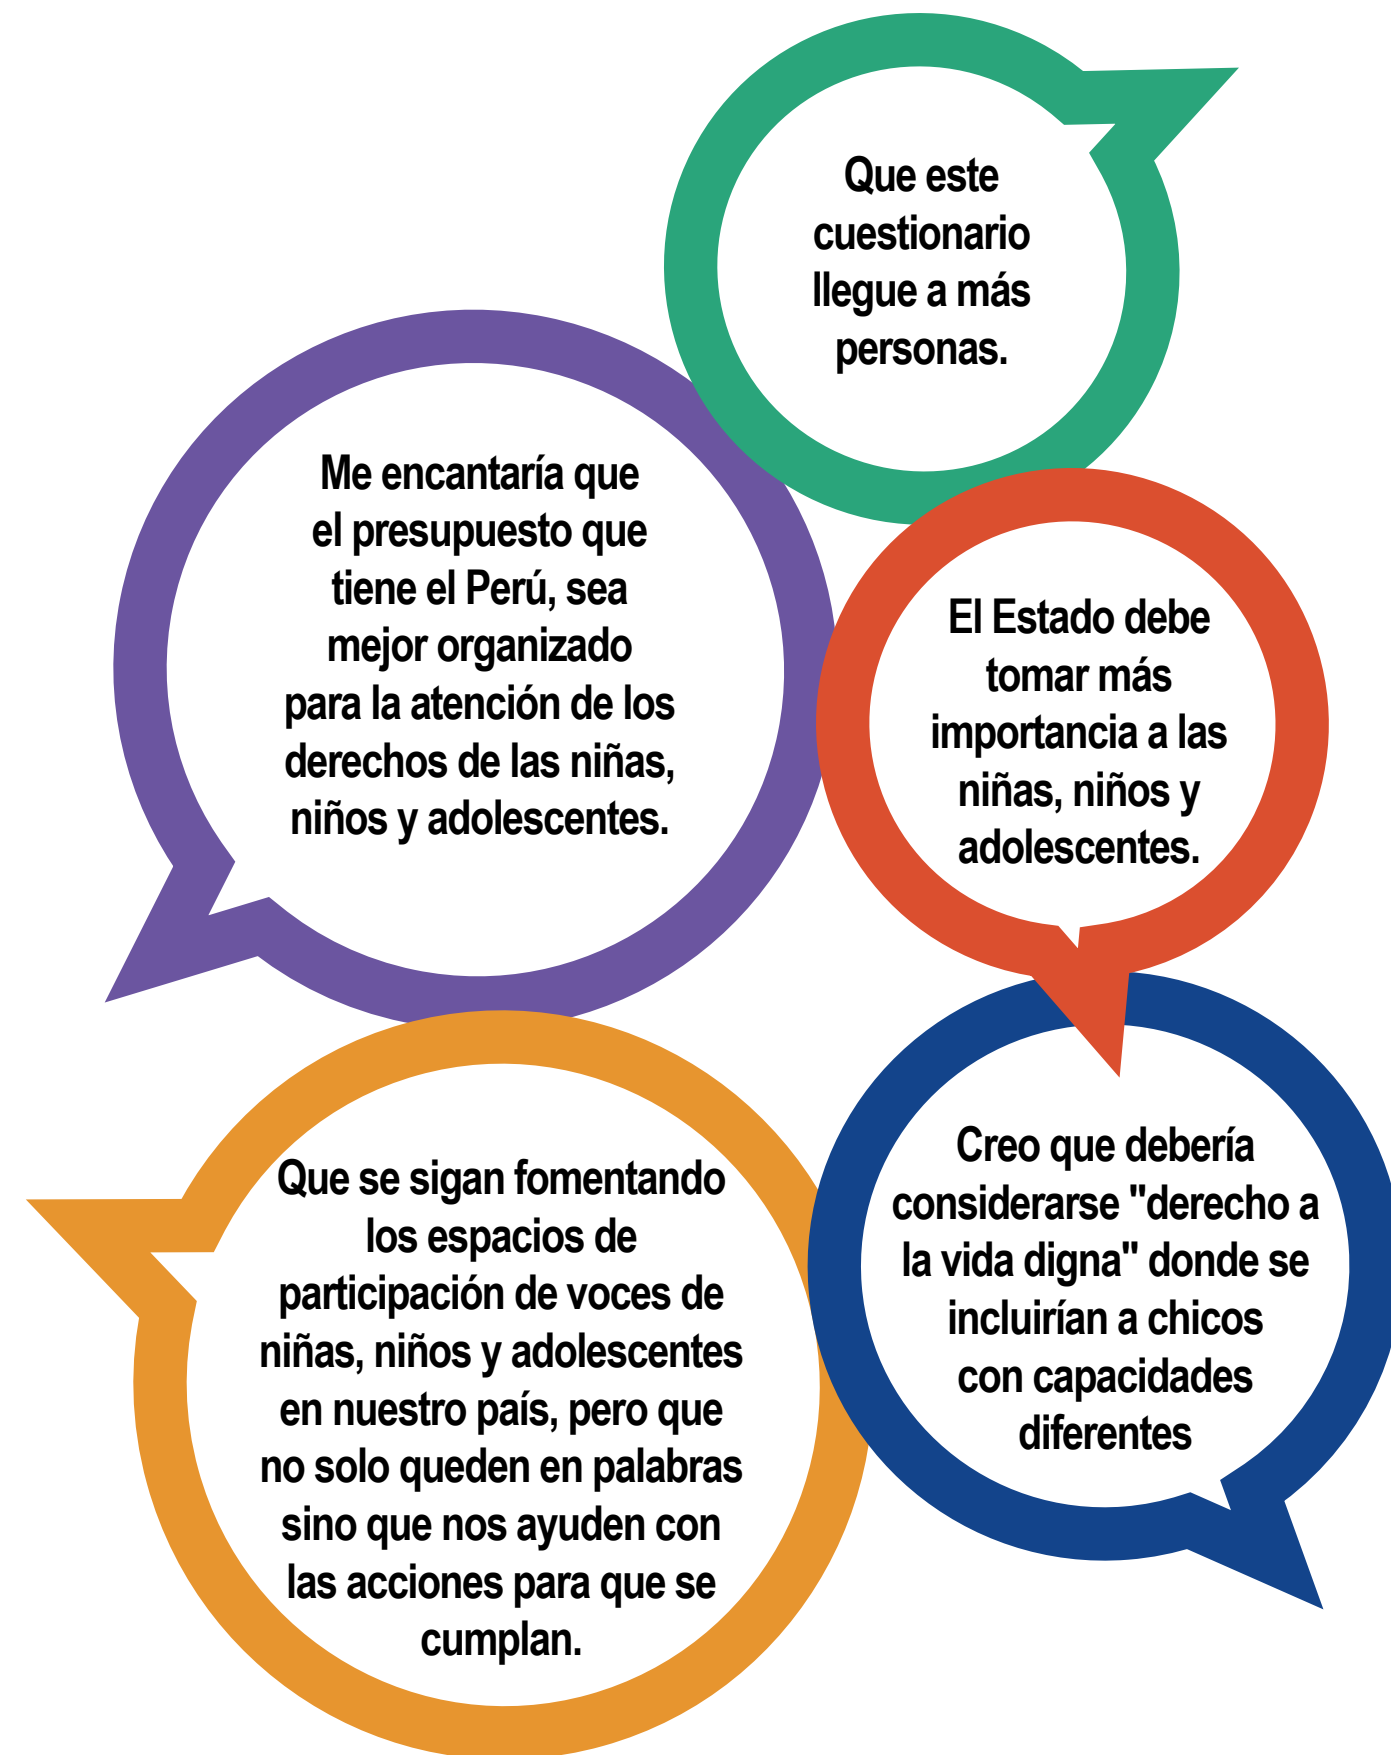 Que este
cuestionario
llegue a más
personas.
Me encantaría que
el presupuesto que
tiene el Perú, sea
mejor organizado
para la atención de los
derechos de las niñas,
niños y adolescentes.
El Estado debe
tomar más
importancia a las
niñas, niños y
adolescentes.
Creo que debería
considerarse "derecho a
la vida digna" donde se
incluirían a chicos
con capacidades
diferentes
Que se sigan fomentando
los espacios de
participación de voces de
niñas, niños y adolescentes
en nuestro país, pero que
no solo queden en palabras
sino que nos ayuden con
las acciones para que se
cumplan.